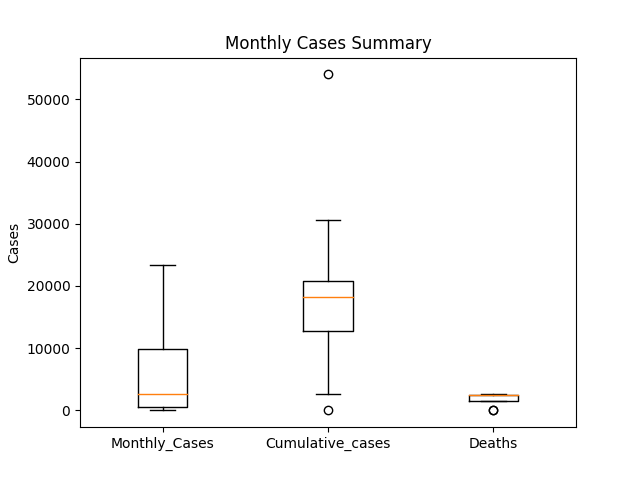 Monthly Cases Summary
Cases
50000
40000
30000
20000
10000
0
Monthly_Cases
Cumulative_cases
Deaths